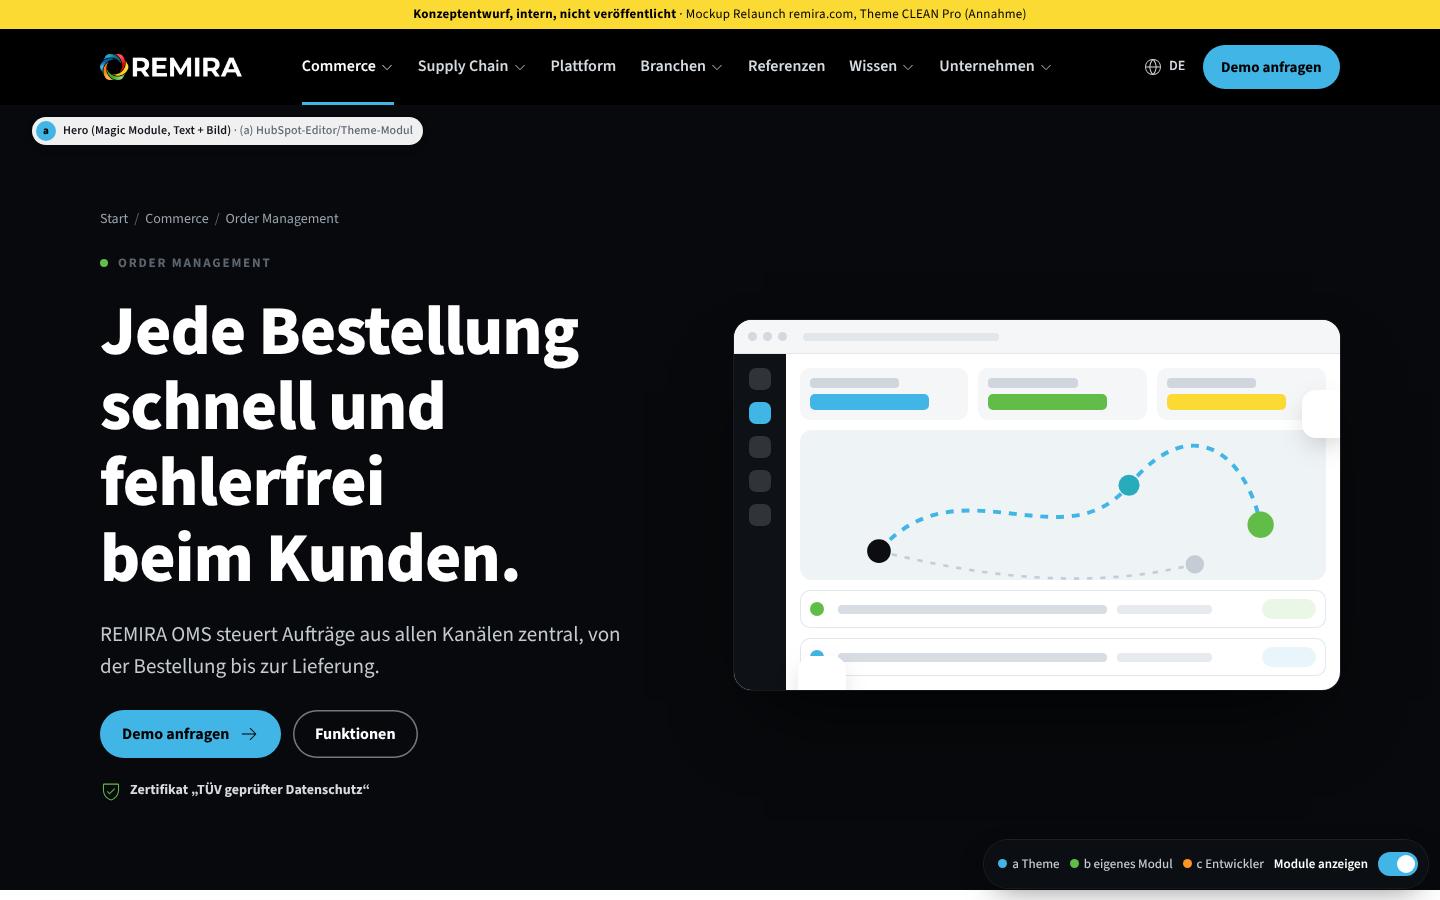 Konzeptentwurf, intern, nicht veröffentlicht · Mockup Relaunch remira.com, Theme CLEAN Pro (Annahme)
REMIRA
Commerce Supply Chain Plattform Branchen Referenzen Wissen Unternehmen DE Demo anfragen
a Hero (Magic Module, Text + Bild) · (a) HubSpot-Editor/Theme-Modul
Start / Commerce / Order Management
ORDER MANAGEMENT
Jede Bestellung
schnell und
fehlerfrei
beim Kunden.
REMIRA OMS steuert Aufträge aus allen Kanälen zentral, von
der Bestellung bis zur Lieferung.
Demo anfragen Funktionen
Zertifikat „TÜV geprüfter Datenschutz“
a Theme b eigenes Modul c Entwickler Module anzeigen